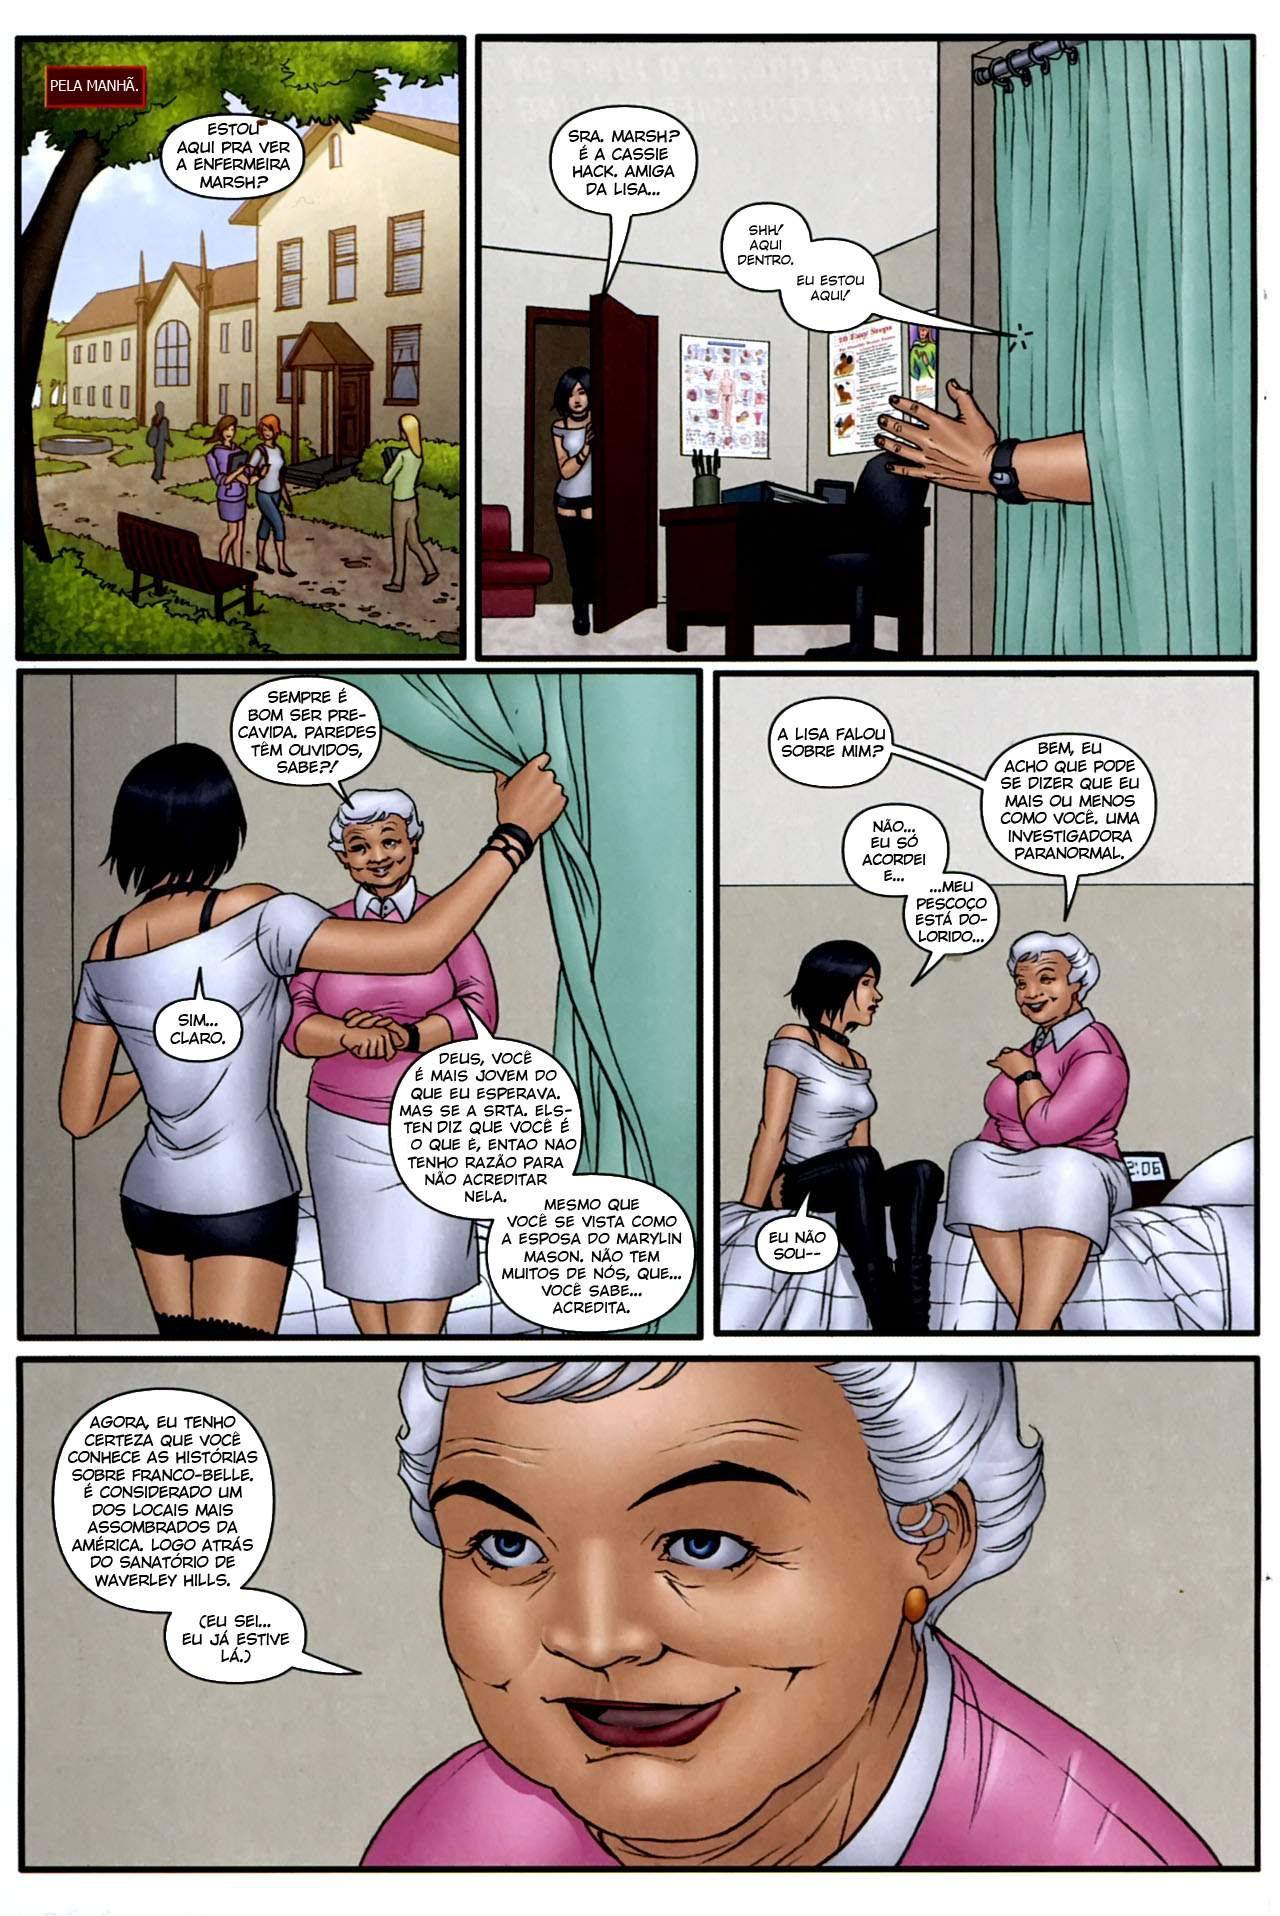 PELA MANHÃ.
ESTOU
AQUI PRA VER
A ENFERMEIRA
MARSH?
SRA. MARSH?
É A CASSIE
HACK. AMIGA
DA LISA...
SHH!
AQUI
DENTRO.
EU ESTOU
AQUI!
10 Easy Steps
SEMPRE É
BOM SER PRE-
CAVIDA. PAREDES
TÊM OUVIDOS,
SABE?!
SIM...
CLARO.
DEUS, VOCÊ
É MAIS JOVEM DO
QUE EU ESPERAVA.
MAS SE A SRTA. ELS-
TEN DIZ QUE VOCÊ É
O QUE É, ENTAO NAO
TENHO RAZÃO PARA
NÃO ACREDITAR
NELA.
MESMO QUE
VOCÊ SE VISTA COMO
A ESPOSA DO MARYLIN
MASON. NÃO TEM
MUITOS DE NÓS, QUE...
VOCÊ SABE...
ACREDITA.
A LISA FALOU
SOBRE MIM?
BEM, EU
ACHO QUE PODE
SE DIZER QUE EU
MAIS OU MENOS
COMO VOCÊ. UMA
INVESTIGADORA
PARANORMAL.
NÃO...
EU SÓ
ACORDEI
E...
...MEU
PESCOÇO
ESTÁ DO-
LORIDO...
EU NÃO
SOU--
2:06
AGORA, EU TENHO
CERTEZA QUE VOCÊ
CONHECE AS HISTÓRIAS
SOBRE FRANCO-BELLE.
É CONSIDERADO UM
DOS LOCAIS MAIS
ASSOMBRADOS DA
AMÉRICA. LOGO ATRÁS
DO SANATÓRIO DE
WAVERLEY HILLS.
(EU SEI...
EU JÁ ESTIVE
LÁ.)